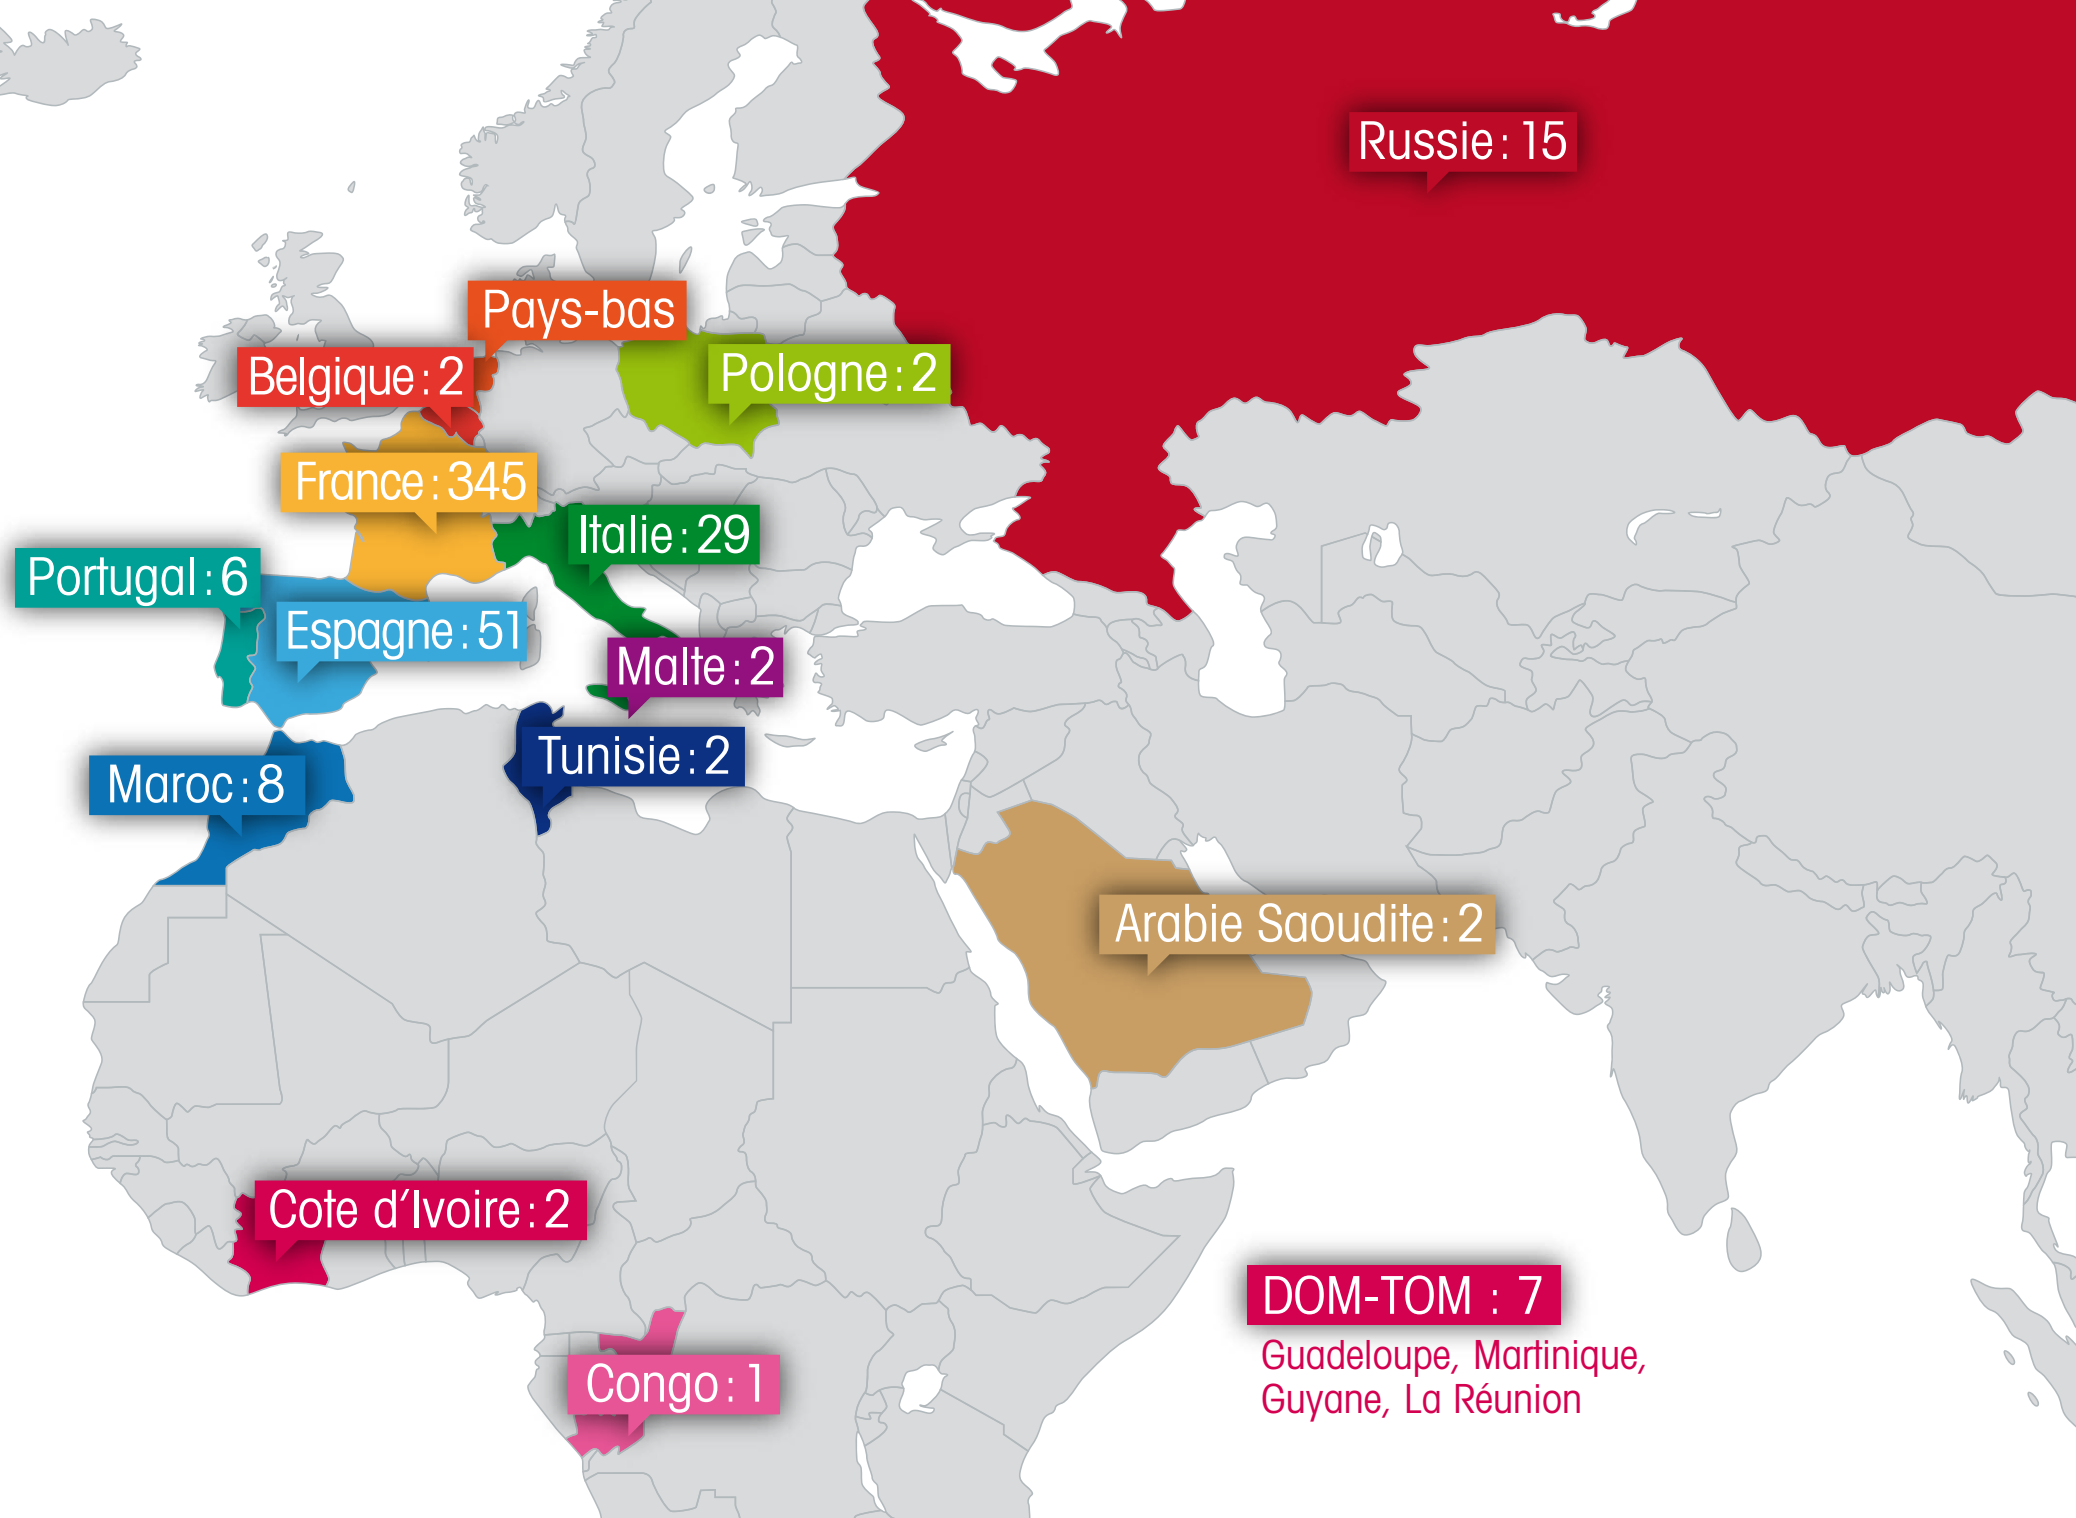 Russie : 15
Pays-bas
Belgique : 2
Pologne : 2
France : 345
Italie : 29
Portugal : 6
Espagne : 51
Malte : 2
Tunisie : 2
Maroc : 8
Arabie Saoudite : 2
Cote d'Ivoire : 2
DOM-TOM : 7
Guadeloupe, Martinique,
Guyane, La Réunion
Congo : 1